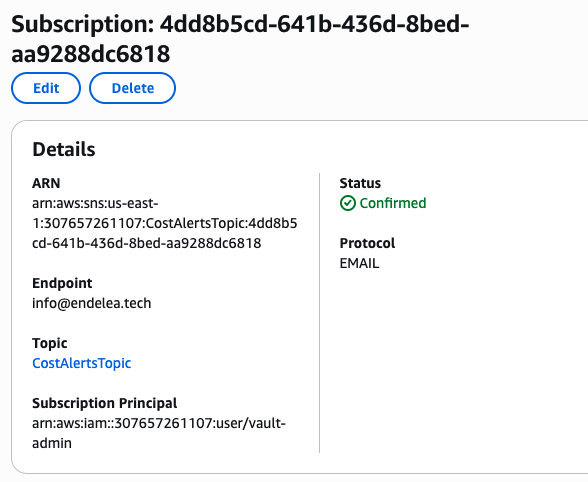 Subscription: 4dd8b5cd-641b-436d-8bed-
aa9288dc6818
Edit
Delete
Details
ARN
arn:aws:sns:us-east-
1:307657261107:CostAlertsTopic:4dd8b5
cd-641b-436d-8bed-aa9288dc6818
Endpoint
info@endelea.tech
Topic
CostAlertsTopic
Subscription Principal
arn:aws:iam::307657261107:user/vault-
admin
Status
Confirmed
Protocol
EMAIL